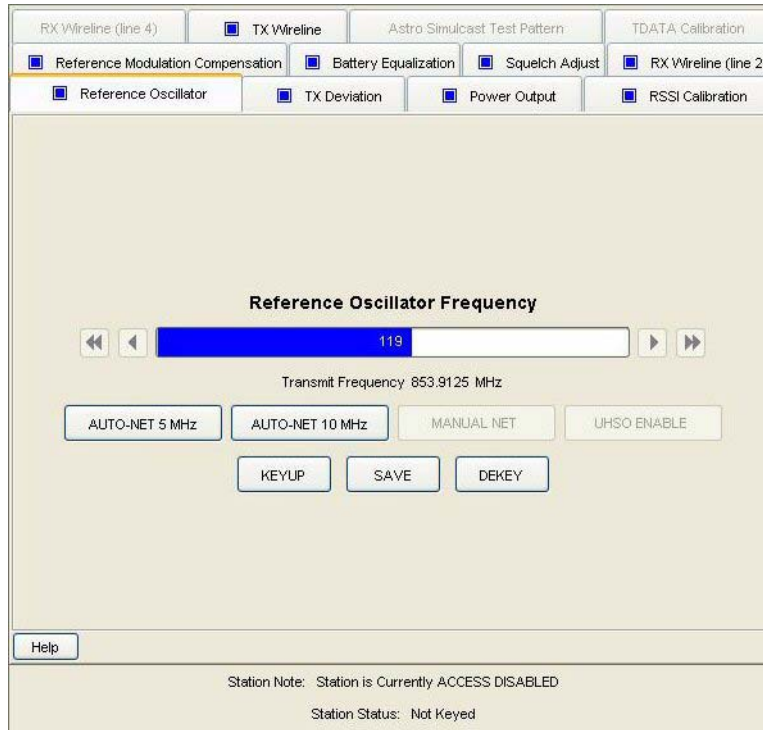 RX Wireline (line 4)
TX Wireline
Astro Simulcast Test Pattern
TDATA Calibration
Reference Modulation Compensation
Battery Equalization
Squelch Adjust
RX Wireline (line 2
Reference Oscillator
TX Deviation
Power Output
RSSI Calibration
Reference Oscillator Frequency
119
Transmit Frequency 853.9125 MHz
AUTO-NET 5 MHz
AUTO-NET 10 MHz
MANUAL NET
UHSO ENABLE
KEYUP
SAVE
DEKEY
Help
Station Note: Station is Currently ACCESS DISABLED
Station Status: Not Keyed